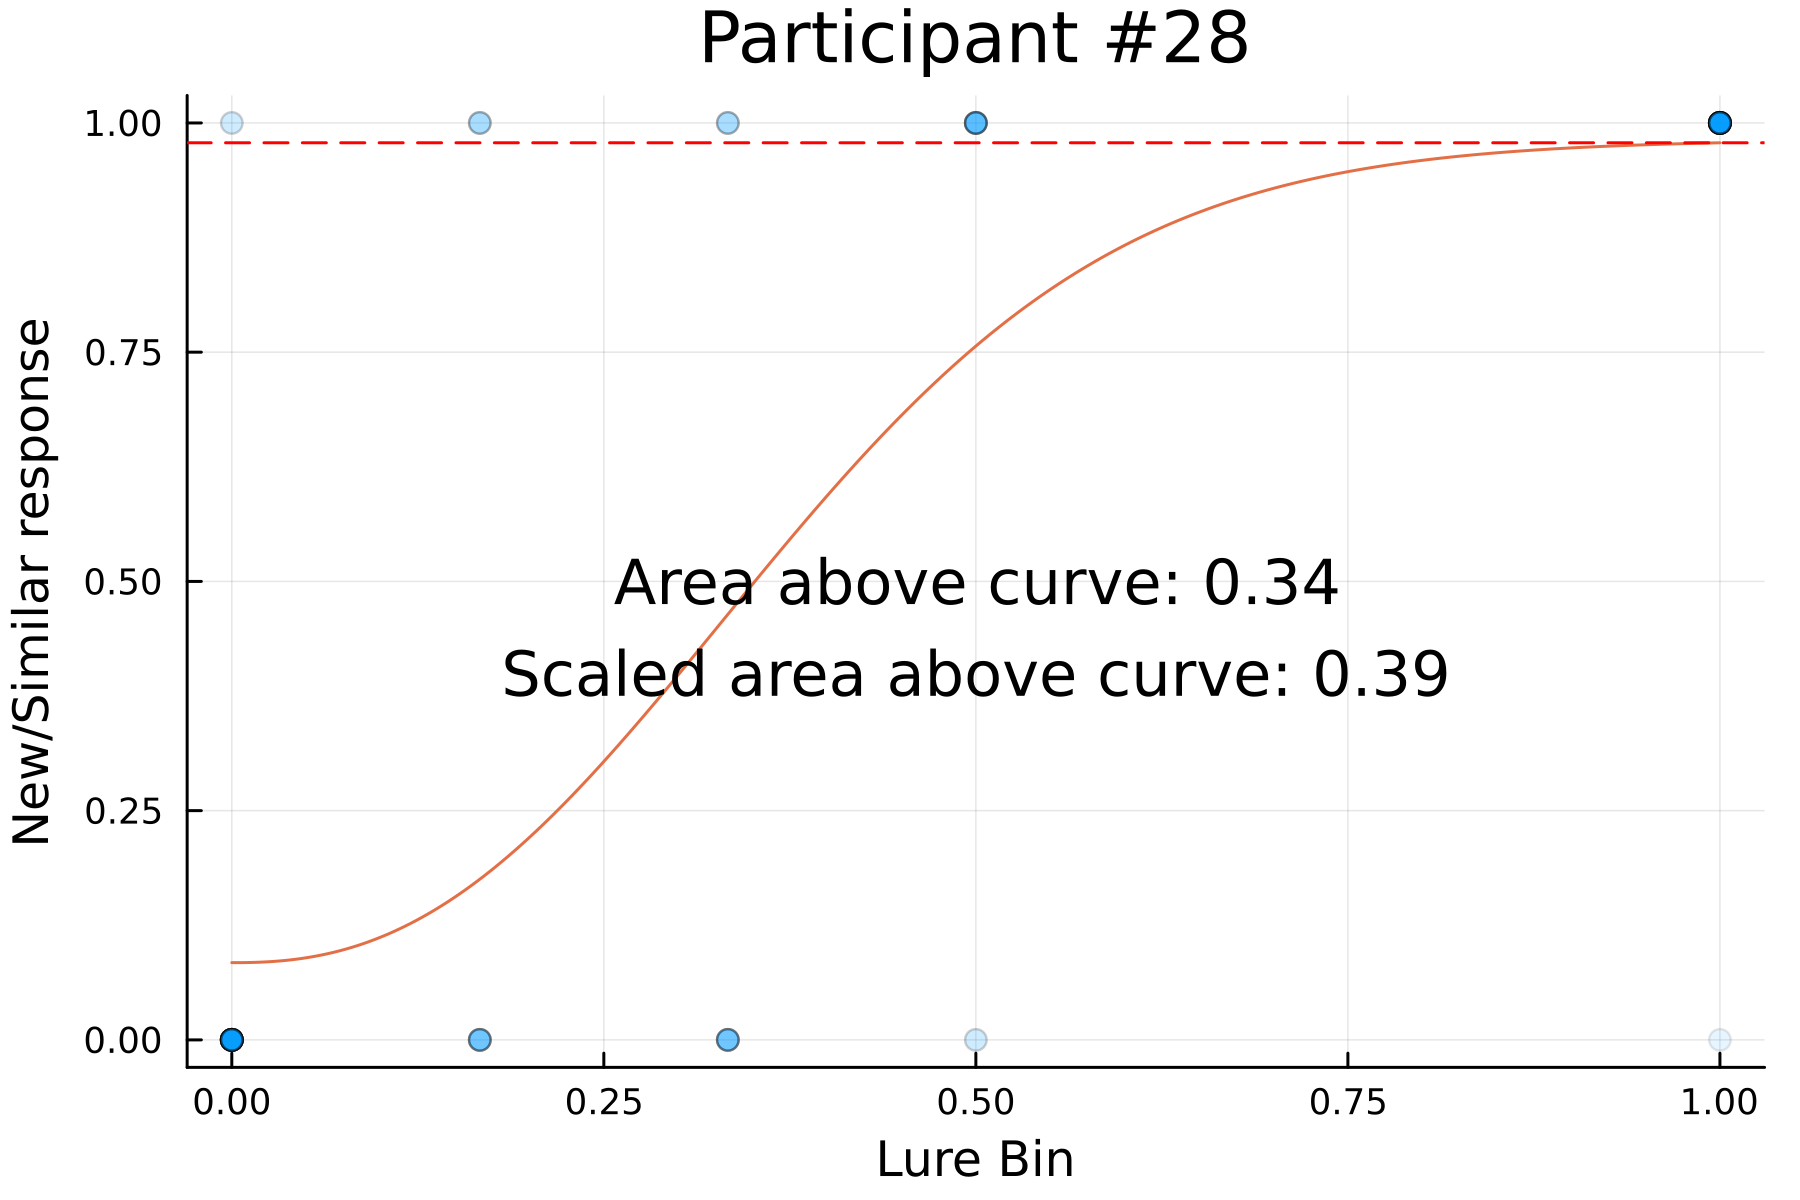 Participant #28
New/Similar response
1.00
0.75
0.50
0.25
0.00
Area above curve: 0.34
Scaled area above curve: 0.39
0.00 0.25 0.50 0.75 1.00
Lure Bin